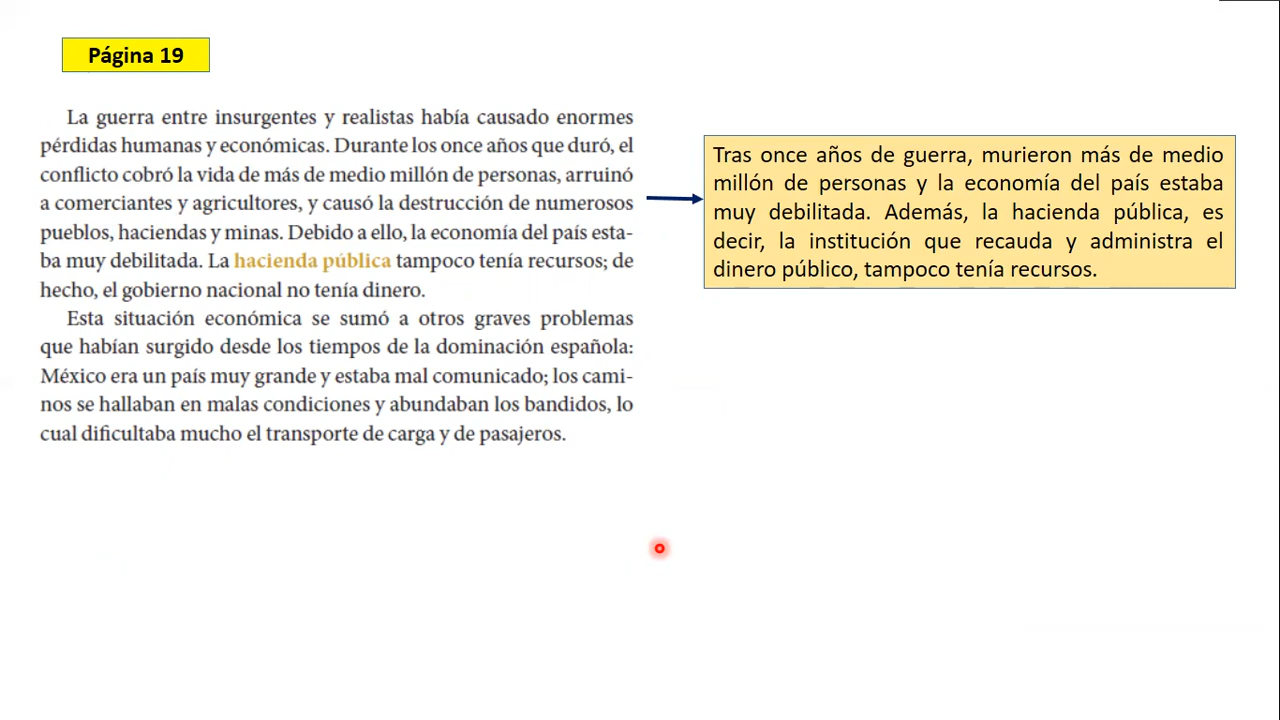 Página 19
La guerra entre insurgentes y realistas había causado enormes
pérdidas humanas y económicas. Durante los once años que duró, el
conflicto cobró la vida de más de medio millón de personas, arruinó
a comerciantes y agricultores, y causó la destrucción de numerosos
pueblos, haciendas y minas. Debido a ello, la economía del país esta-
ba muy debilitada. La hacienda pública tampoco tenía recursos; de
hecho, el gobierno nacional no tenía dinero.
Esta situación económica se sumó a otros graves problemas
que habían surgido desde los tiempos de la dominación española:
México era un país muy grande y estaba mal comunicado; los cami-
nos se hallaban en malas condiciones y abundaban los bandidos, lo
cual dificultaba mucho el transporte de carga y de pasajeros.
Tras once años de guerra, murieron más de medio
millón de personas y la economía del país estaba
muy debilitada. Además, la hacienda pública, es
decir, la institución que recauda y administra el
dinero público, tampoco tenía recursos.